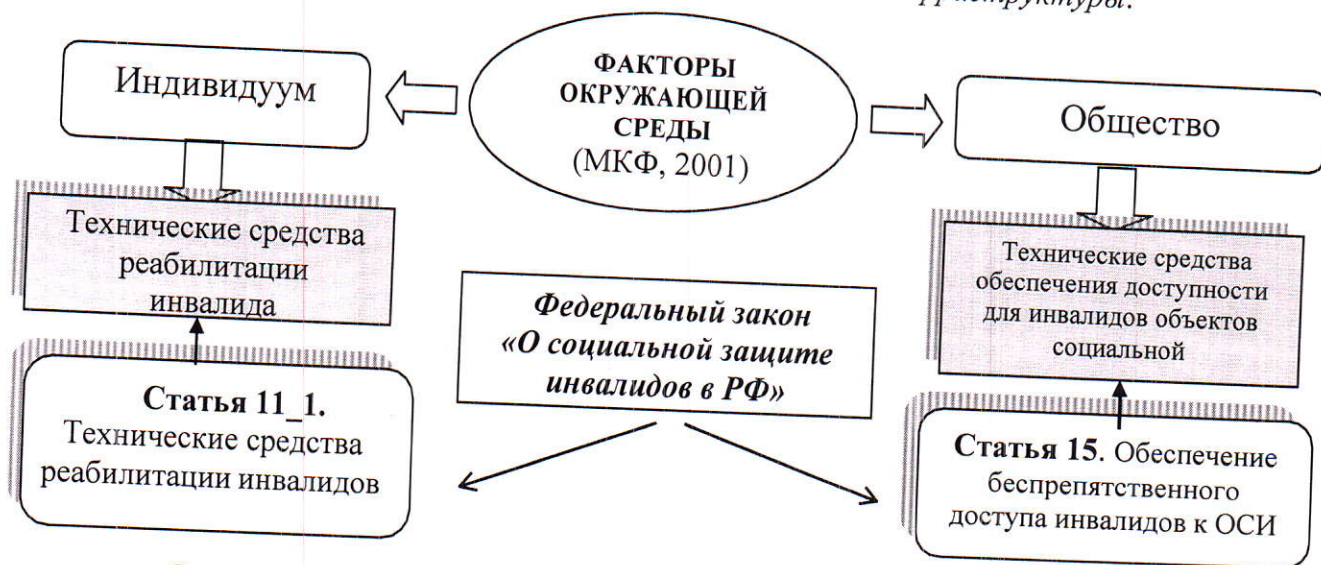 ФАКТОРЫ
ОКРУЖАЮЩЕЙ
СРЕДЫ
(МКФ, 2001)
Индивидуум
Общество
Технические средства
реабилитации
инвалида
Технические средства
обеспечения доступности
для инвалидов объектов
социальной
Федеральный закон
«О социальной защите
инвалидов в РФ»
Статья 11_1.
Технические средства
реабилитации инвалидов
Статья 15. Обеспечение
беспрепятственного
доступа инвалидов к ОСИ